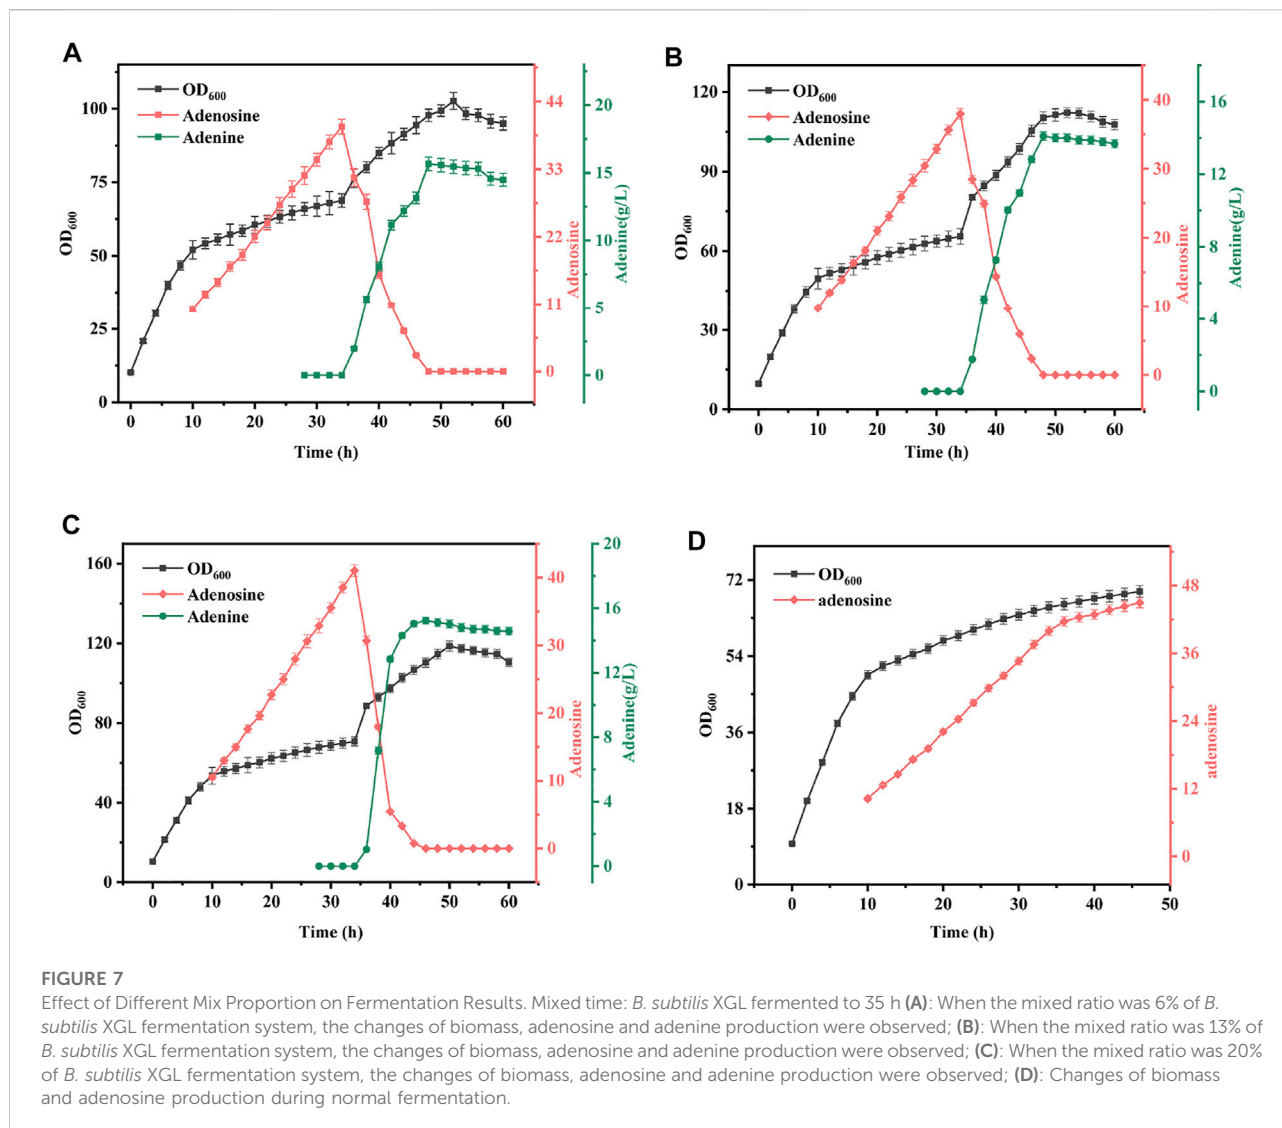 A
OD600
Adenosine
Adenine
OD600
100
75
50
25
0
0 10 20 30 40 50 60
Time (h)
Adenosine
44
33
22
11
0
Adenine(g/L)
20
15
10
5
0
B
OD600
Adenosine
Adenine
OD600
120
90
60
30
0
0 10 20 30 40 50 60
Time (h)
Adenosine
40
30
20
10
0
Adenine(g/L)
16
12
8
4
0
C
OD600
Adenosine
Adenine
OD600
160
120
80
40
0
0 10 20 30 40 50 60
Time (h)
Adenosine
40
30
20
10
0
Adenine(g/L)
20
16
12
8
4
0
D
OD600
adenosine
OD600
72
54
36
18
0
0 10 20 30 40 50
Time (h)
adenosine
48
36
24
12
0
FIGURE 7
Effect of Different Mix Proportion on Fermentation Results. Mixed time: B. subtilis XGL fermented to 35 h (A): When the mixed ratio was 6% of B.
subtilis XGL fermentation system, the changes of biomass, adenosine and adenine production were observed; (B): When the mixed ratio was 13% of
B. subtilis XGL fermentation system, the changes of biomass, adenosine and adenine production were observed; (C): When the mixed ratio was 20%
of B. subtilis XGL fermentation system, the changes of biomass, adenosine and adenine production were observed; (D): Changes of biomass
and adenosine production during normal fermentation.